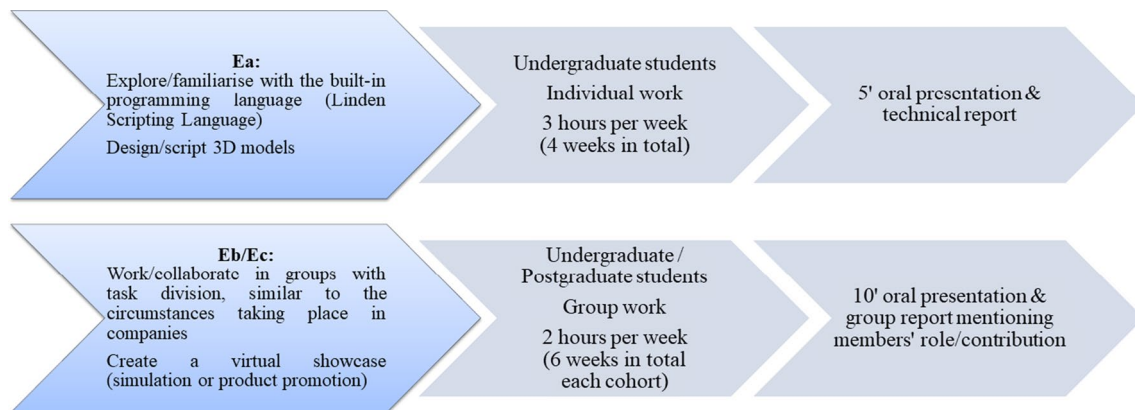 Ea:
Explore/familiarise with the built-in
programming language (Linden
Scripting Language)
Design/script 3D models
Undergraduate students
Individual work
3 hours per week
(4 weeks in total)
5' oral presentation &
technical report
Eb/Ec:
Work/collaborate in groups with
task division, similar to the
circumstances taking place in
companies
Create a virtual showcase
(simulation or product promotion)
Undergraduate /
Postgraduate students
Group work
2 hours per week
(6 weeks in total
each cohort)
10' oral presentation &
group report mentioning
members' role/contribution